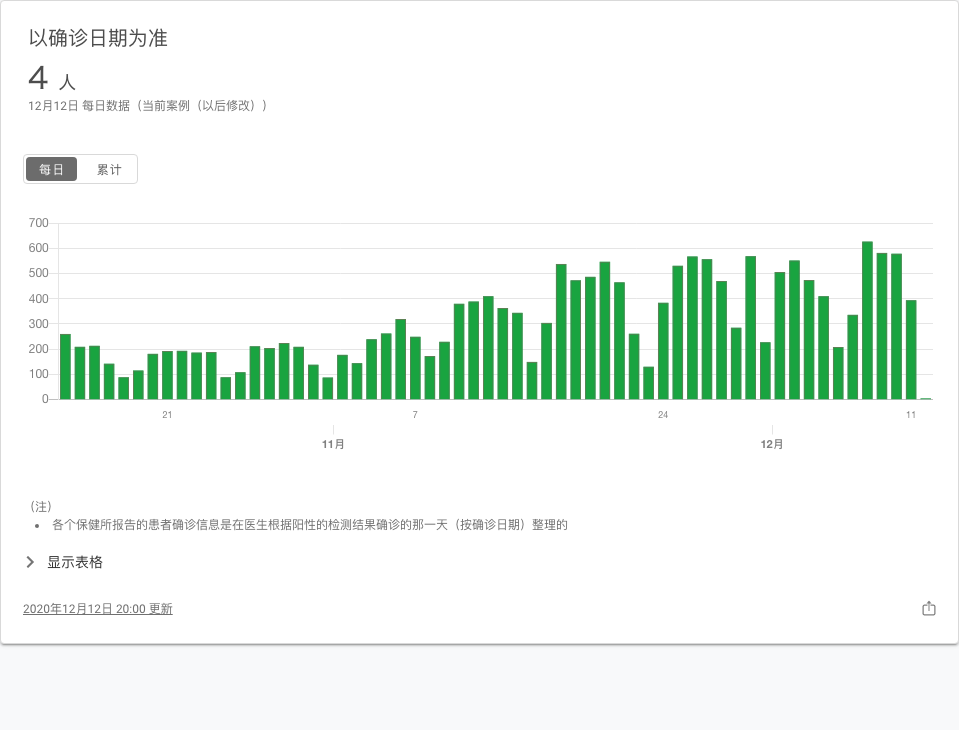 以确诊日期为准
4 人
12月12日 每日数据（当前案例（以后修改））
每日 累计
700
600
500
400
300
200
100
0
21 7 24 11
11月 12月
（注）
• 各个保健所报告的患者确诊信息是在医生根据阳性的检测结果确诊的那一天（按确诊日期）整理的
显示表格
2020年12月12日 20:00 更新